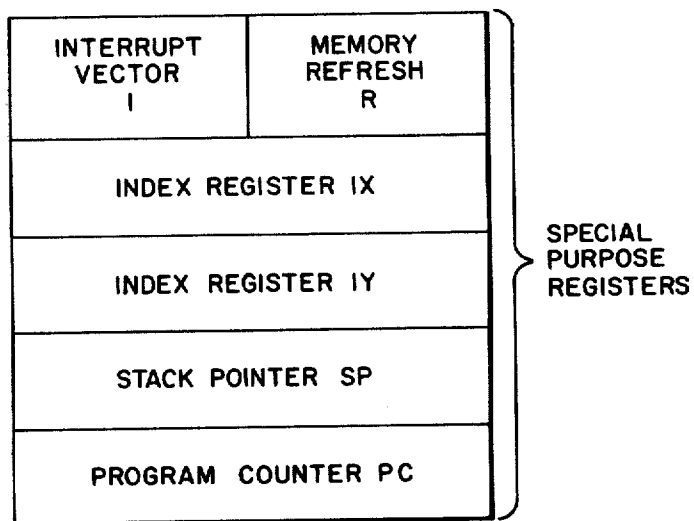 INTERRUPT
VECTOR
I
MEMORY
REFRESH
R
INDEX REGISTER IX
INDEX REGISTER IY
STACK POINTER SP
PROGRAM COUNTER PC
SPECIAL
PURPOSE
REGISTERS